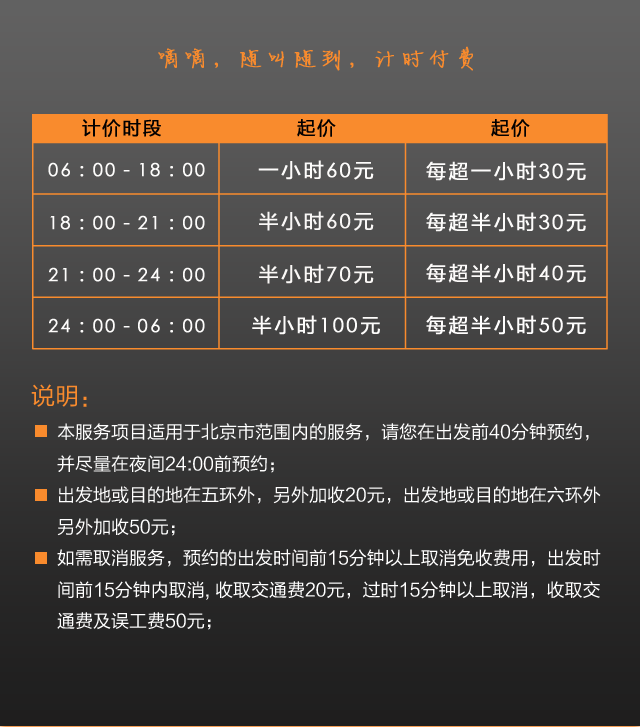 嘀嘀，随叫随到，计时付费
计价时段 起价 起价
06：00 - 18：00 一小时60元 每超一小时30元
18：00 - 21：00 半小时60元 每超半小时30元
21：00 - 24：00 半小时70元 每超半小时40元
24：00 - 06：00 半小时100元 每超半小时50元
说明：
本服务项目适用于北京市范围内的服务，请您在出发前40分钟预约，
并尽量在夜间24:00前预约；
出发地或目的地在五环外，另外加收20元，出发地或目的地在六环外
另外加收50元；
如需取消服务，预约的出发时间前15分钟以上取消免收费用，出发时
间前15分钟内取消, 收取交通费20元，过时15分钟以上取消，收取交
通费及误工费50元；